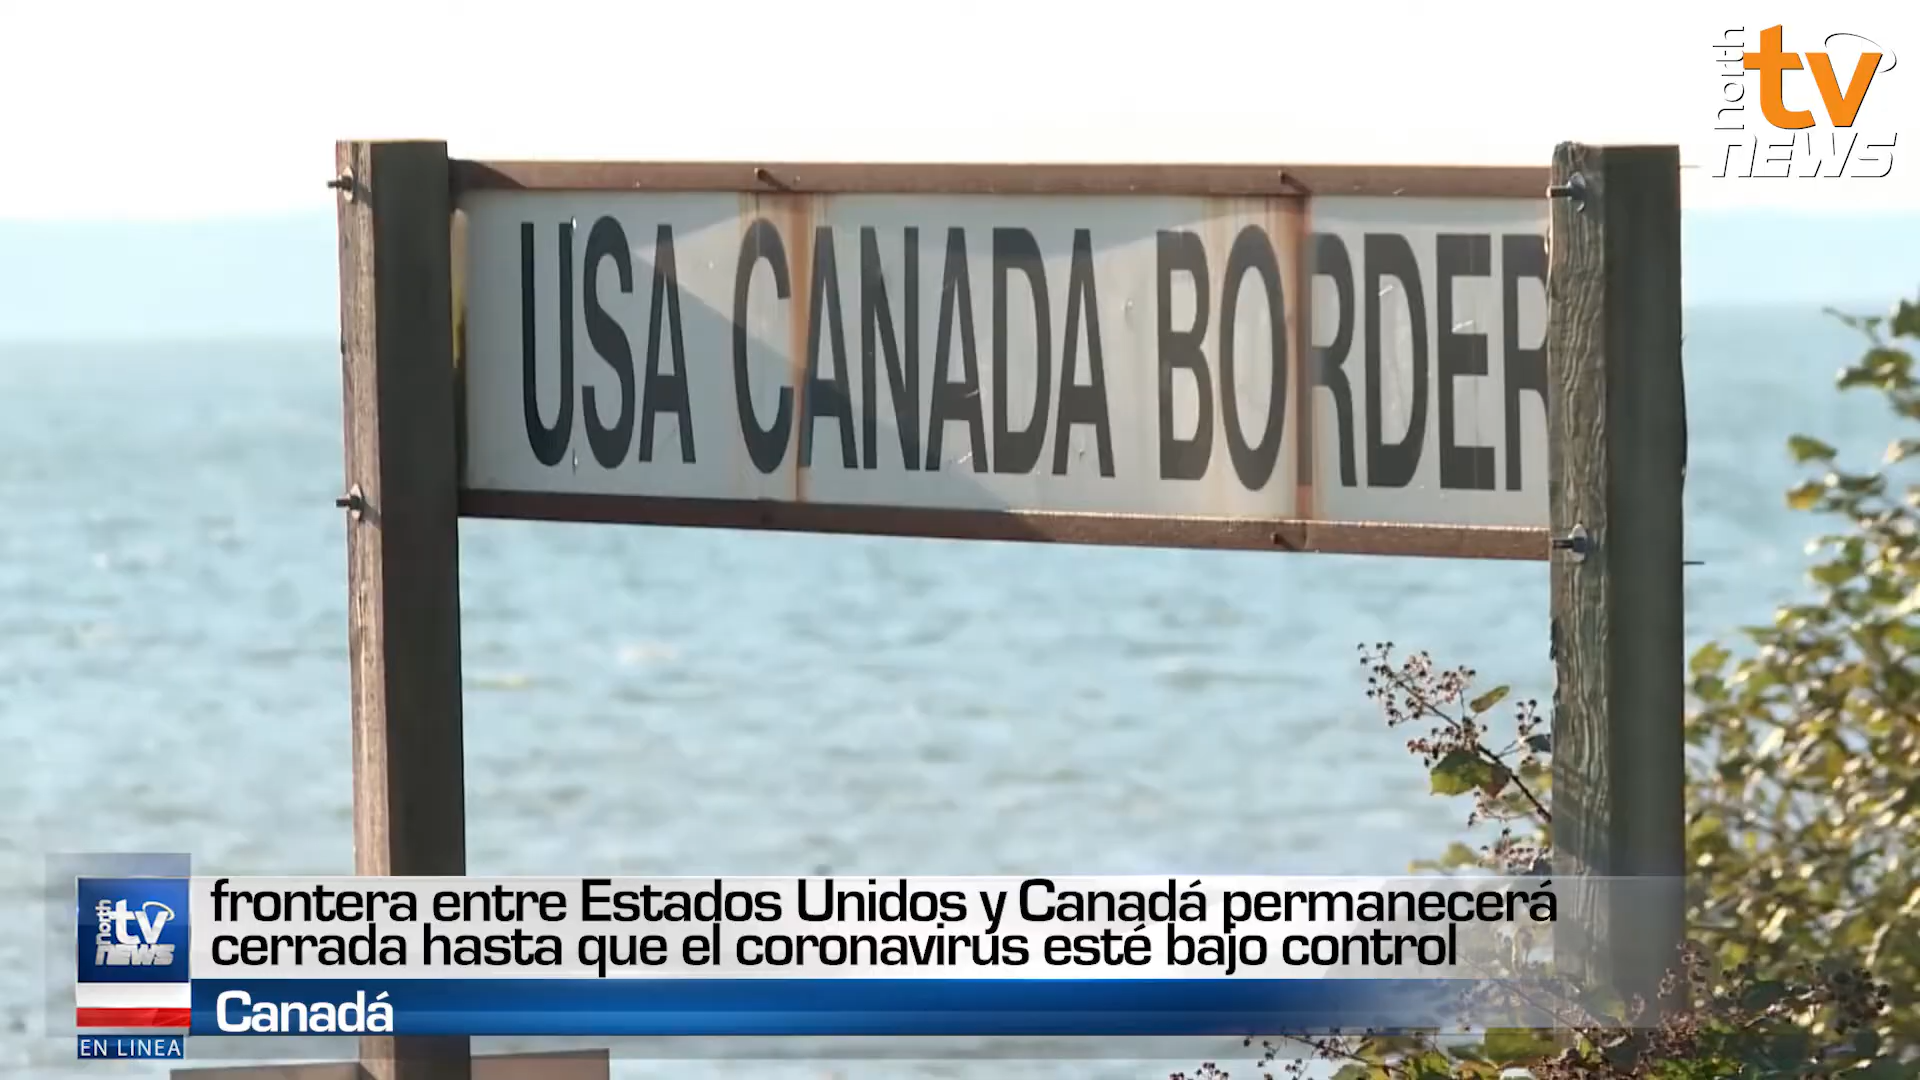 north
tv
NEWS
USA CANADA BORDER
frontera entre Estados Unidos y Canadá permanecerá
cerrada hasta que el coronavirus esté bajo control
north
tv
NEWS
Canadá
EN LINEA